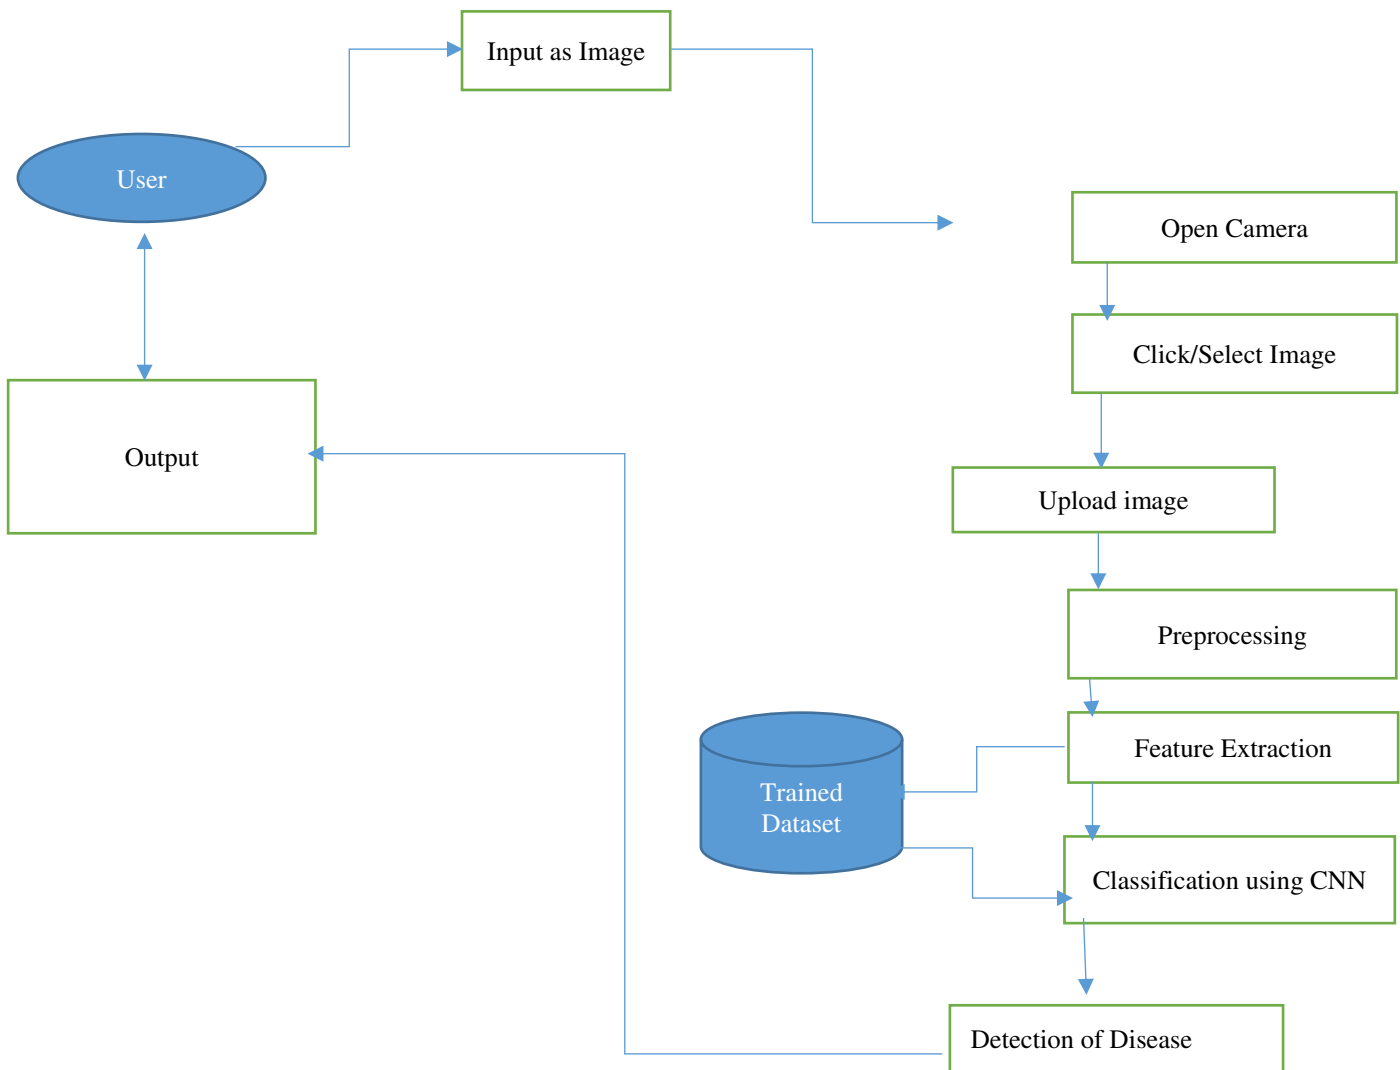 Input as Image
User
Open Camera
Click/Select Image
Output
Upload image
Preprocessing
Feature Extraction
Trained
Dataset
Classification using CNN
Detection of Disease